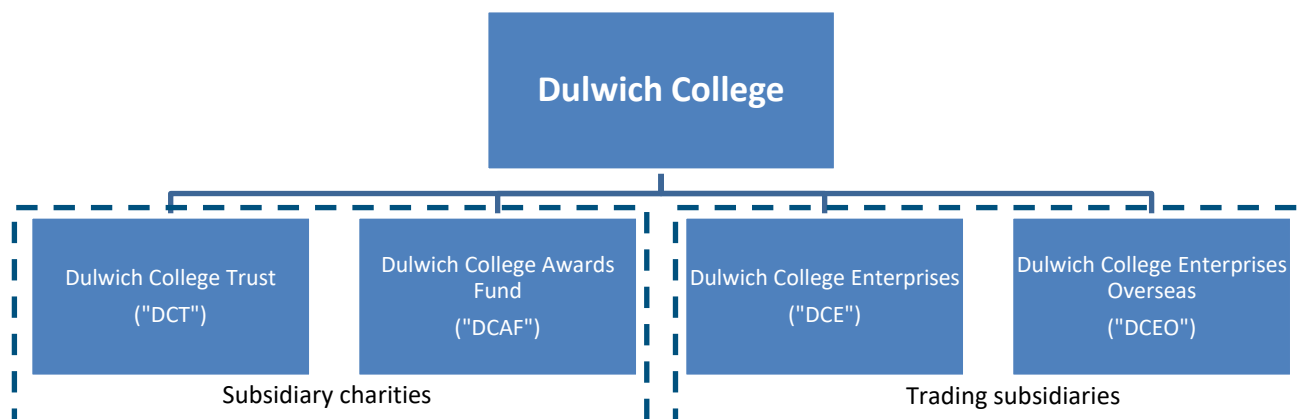 Dulwich College
Dulwich College Trust
("DCT")
Dulwich College Awards
Fund
("DCAF")
Dulwich College Enterprises
("DCE")
Dulwich College Enterprises
Overseas
("DCEO")
Subsidiary charities
Trading subsidiaries